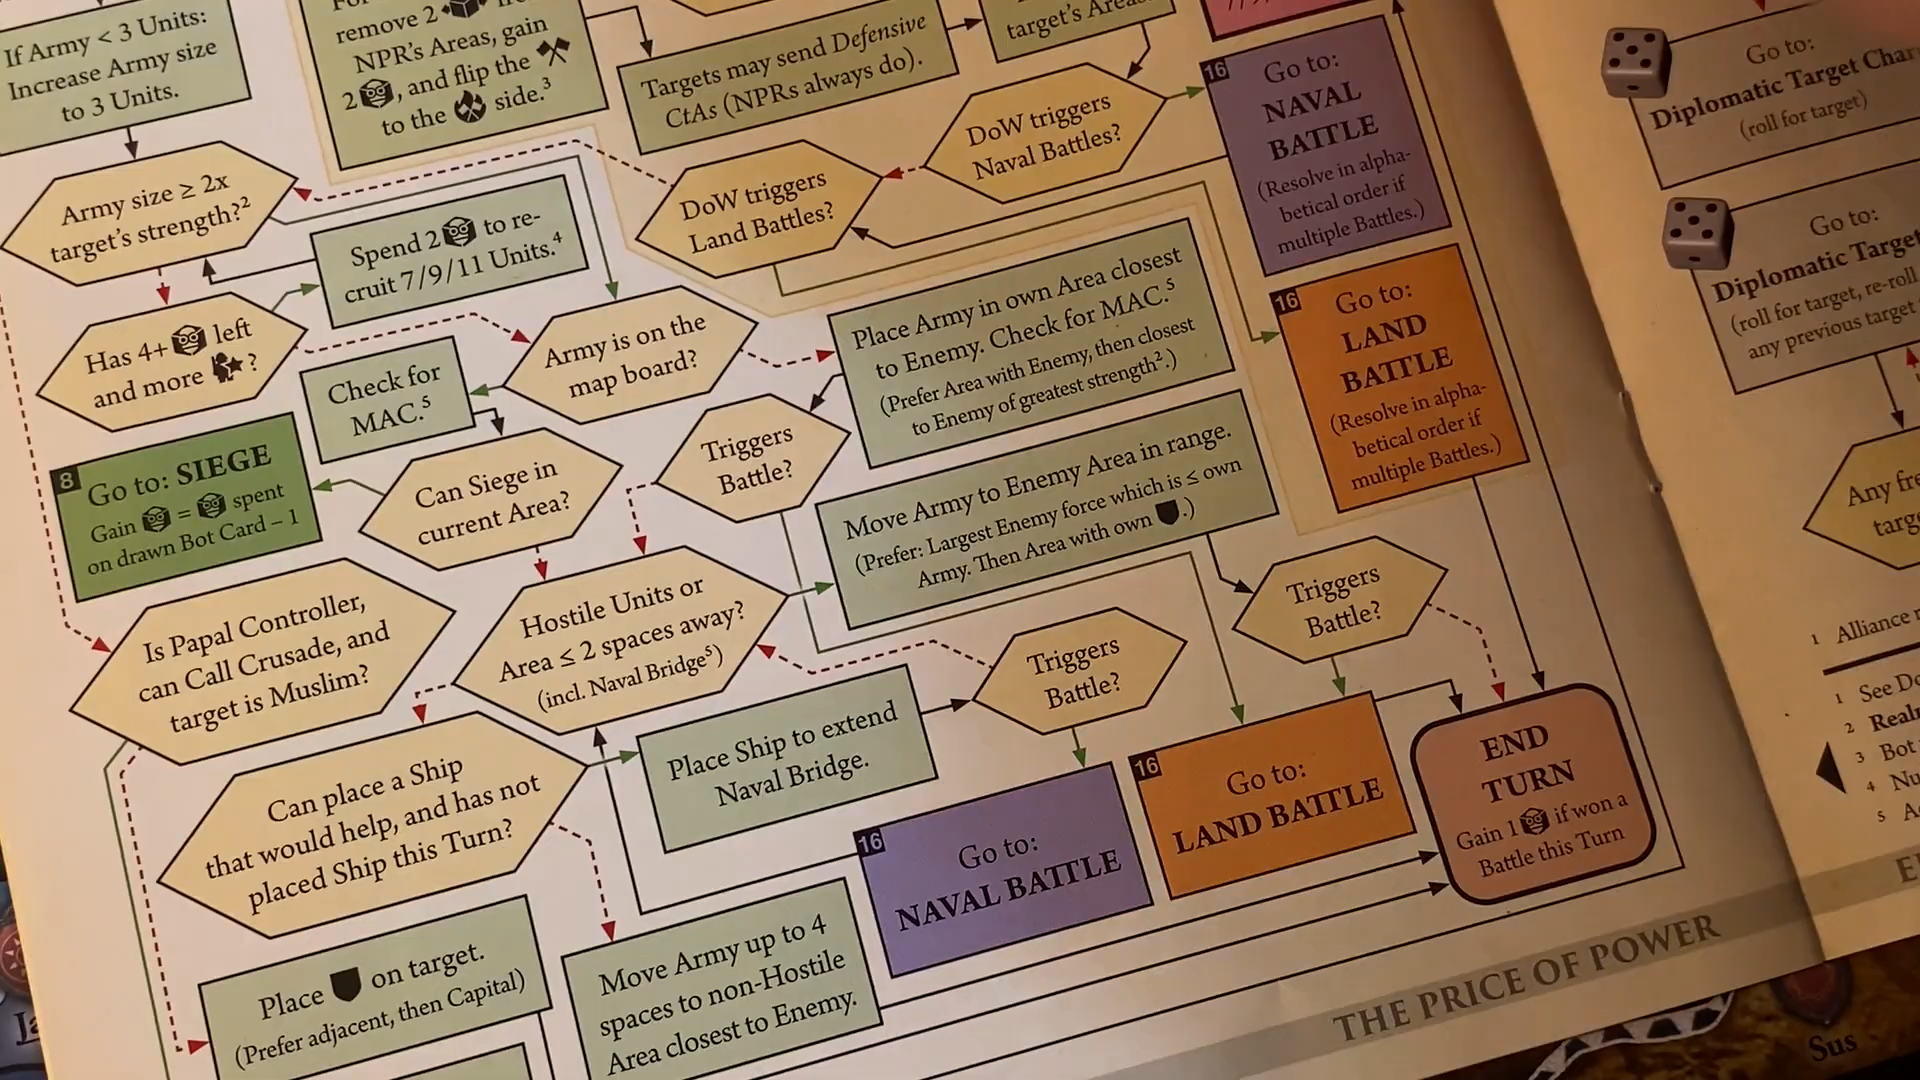 If Army < 3 Units:
Increase Army size
to 3 Units.
remove 2
NPR's Areas, gain
2 , and flip the
to the side.³
Targets may send Defensive
CtAs (NPRs always do).
target's Areas.
DoW triggers
Naval Battles?
16
Go to:
NAVAL
BATTLE
(Resolve in alpha-
betical order if
multiple Battles.)
Army size ≥ 2x
target's strength?²
Spend 2 to re-
cruit 7/9/11 Units.⁴
DoW triggers
Land Battles?
Has 4+ left
and more ?
Check for
MAC.⁵
Army is on the
map board?
Place Army in own Area closest
to Enemy. Check for MAC.⁵
(Prefer Area with Enemy, then closest
to Enemy of greatest strength².)
16
Go to:
LAND
BATTLE
(Resolve in alpha-
betical order if
multiple Battles.)
8
Go to: SIEGE
Gain = spent
on drawn Bot Card – 1
Can Siege in
current Area?
Triggers
Battle?
Move Army to Enemy Area in range.
(Prefer: Largest Enemy force which is ≤ own
Army. Then Area with own .)
Is Papal Controller,
can Call Crusade, and
target is Muslim?
Hostile Units or
Area ≤ 2 spaces away?
(incl. Naval Bridge⁵)
Triggers
Battle?
Triggers
Battle?
Can place a Ship
that would help, and has not
placed Ship this Turn?
Place Ship to extend
Naval Bridge.
16
Go to:
NAVAL BATTLE
16
Go to:
LAND BATTLE
END
TURN
Gain 1 if won a
Battle this Turn
Place on target.
(Prefer adjacent, then Capital)
Move Army up to 4
spaces to non-Hostile
Area closest to Enemy.
THE PRICE OF POWER
Go to:
Diplomatic Target
(roll for target)
Go to:
Diplomatic Target
(roll for target, re-roll
any previous target
Any
1 Alliance
1 See
2
3 Bot
4
5
Sus